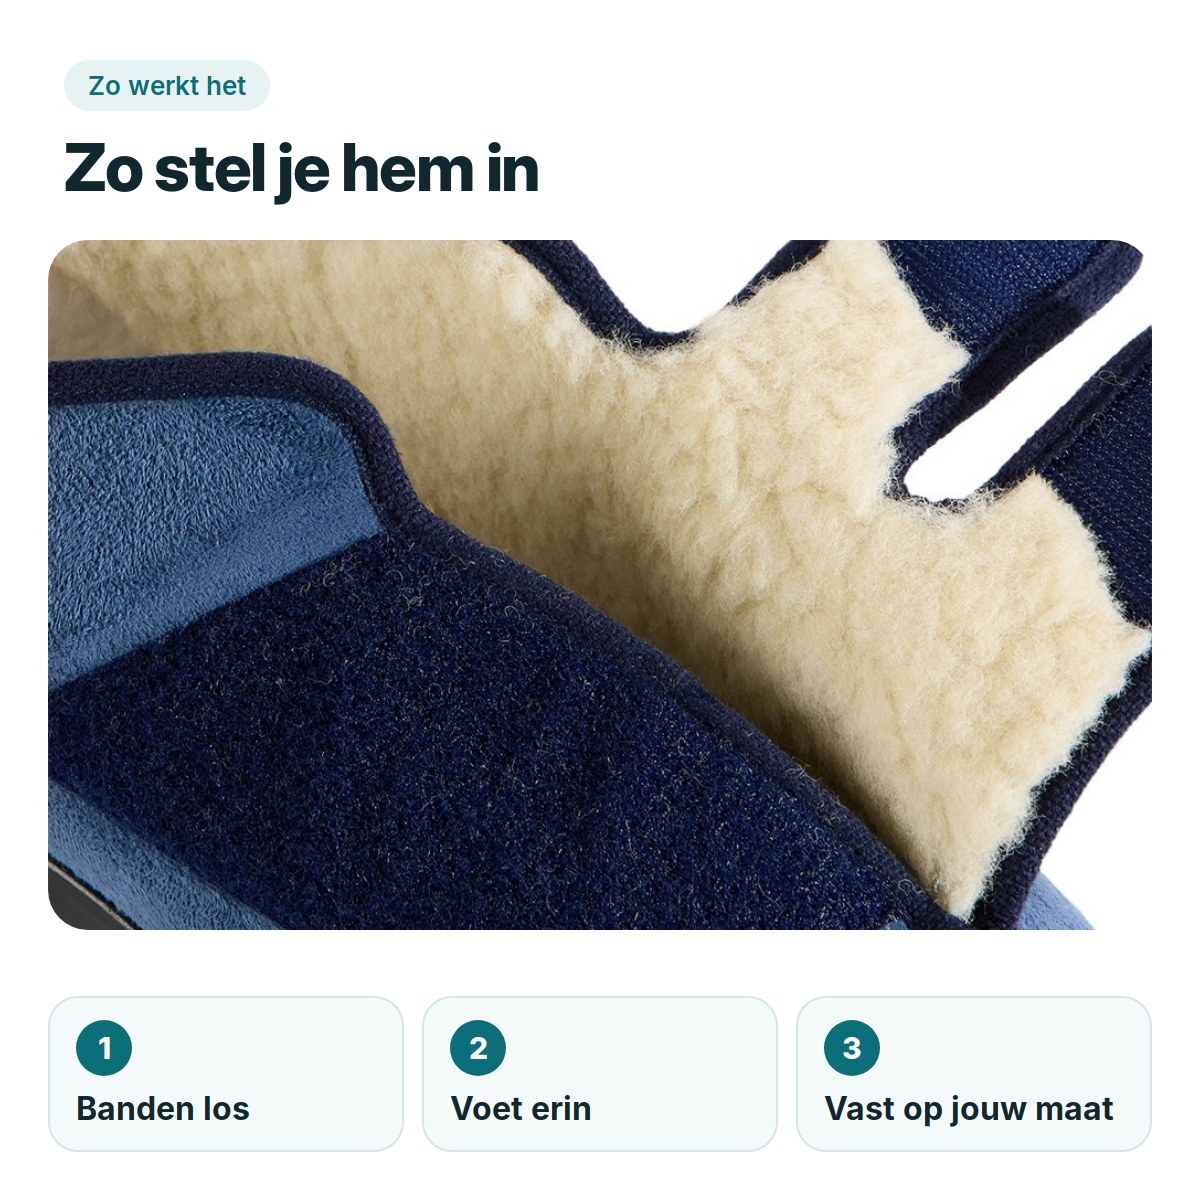 Zo werkt het
Zo stel je hem in
1
Banden los
2
Voet erin
3
Vast op jouw maat